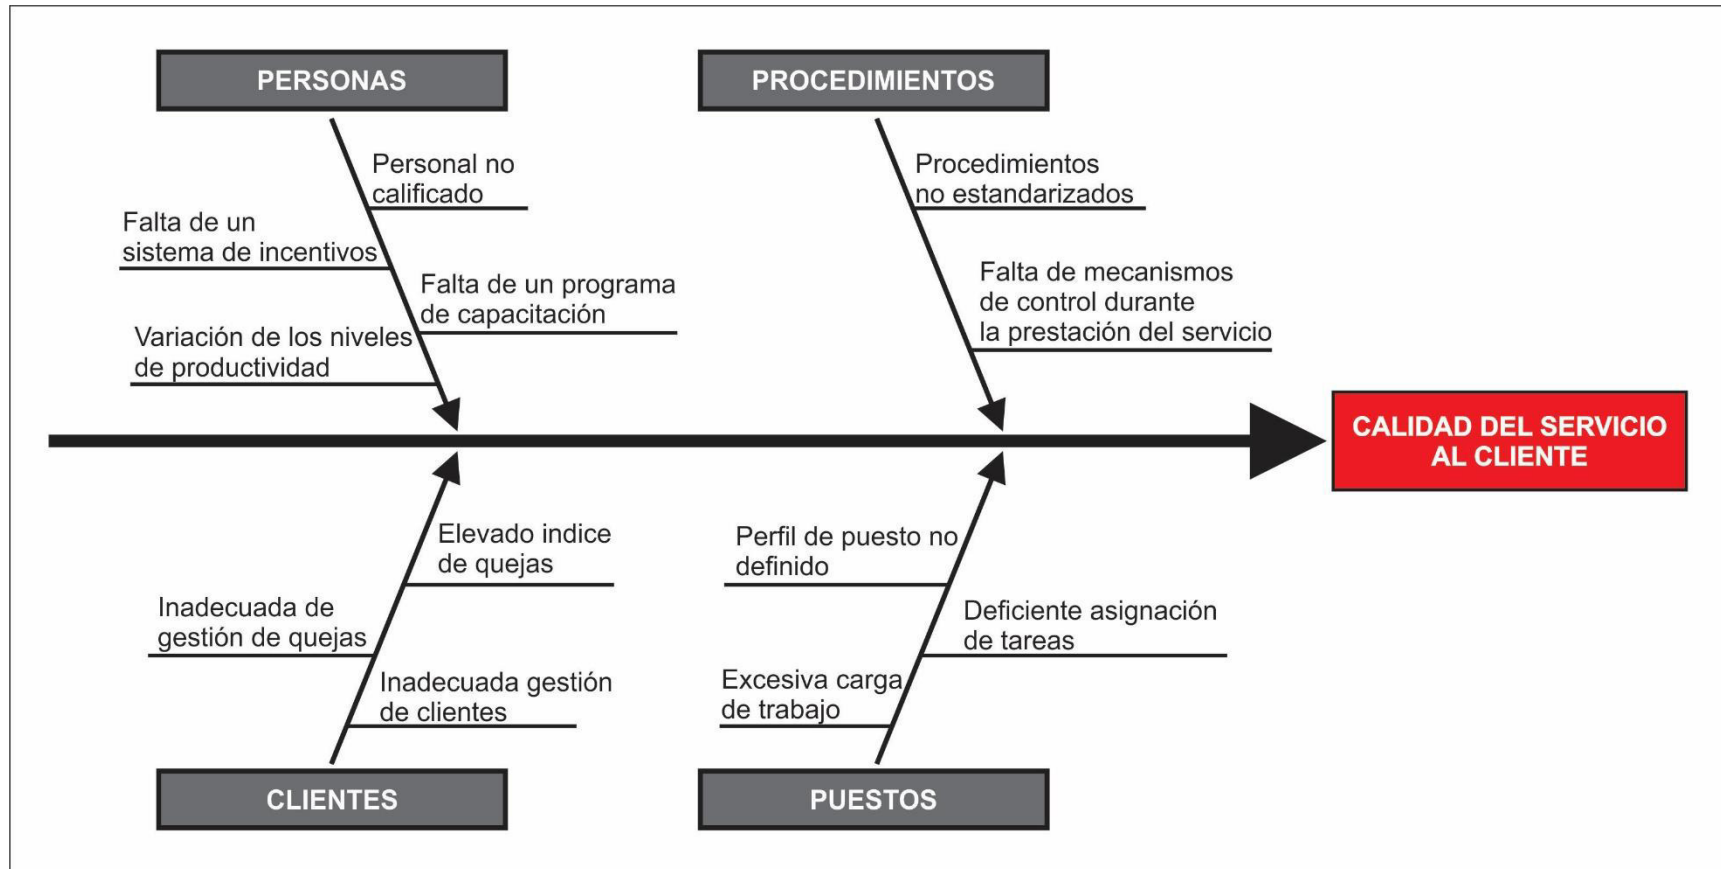 PERSONAS
PROCEDIMIENTOS
Personal no
calificado
Falta de un
sistema de incentivos
Falta de un programa
de capacitación
Variación de los niveles
de productividad
Procedimientos
no estandarizados
Falta de mecanismos
de control durante
la prestación del servicio
CALIDAD DEL SERVICIO
AL CLIENTE
Elevado indice
de quejas
Inadecuada de
gestión de quejas
Inadecuada gestión
de clientes
Perfil de puesto no
definido
Deficiente asignación
de tareas
Excesiva carga
de trabajo
CLIENTES
PUESTOS